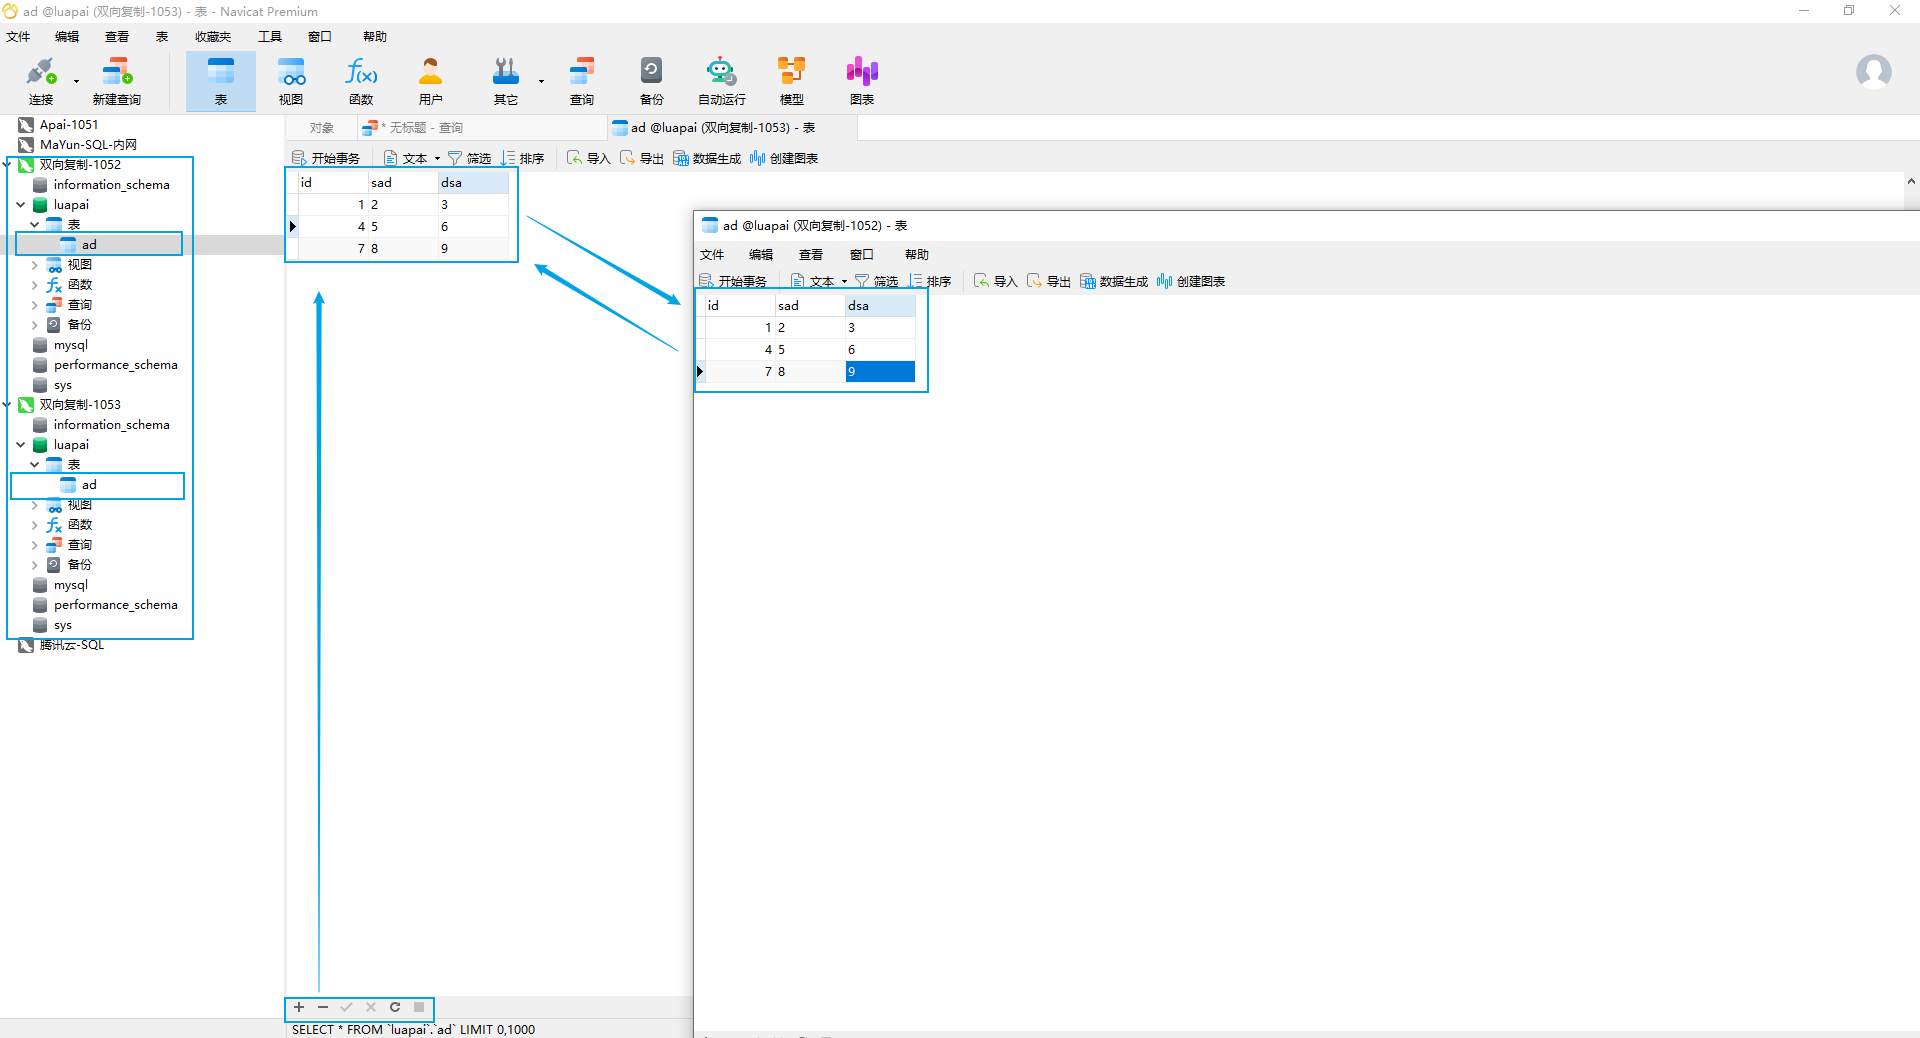 ad @luapai (双向复制-1053) - 表 - Navicat Premium
文件 编辑 查看 表 收藏夹 工具 窗口 帮助
连接 新建查询 表 视图 函数 用户 其它 查询 备份 自动运行 模型 图表
Apai-1051
MaYun-SQL-内网
双向复制-1052
information_schema
luapai
表
ad
视图
函数
查询
备份
mysql
performance_schema
sys
双向复制-1053
information_schema
luapai
表
ad
视图
函数
查询
备份
mysql
performance_schema
sys
腾讯云-SQL
对象 * 无标题 - 查询 ad @luapai (双向复制-1053) - 表
开始事务 文本 筛选 排序 导入 导出 数据生成 创建图表
id sad dsa
1 2 3
4 5 6
7 8 9
ad @luapai (双向复制-1052) - 表
文件 编辑 查看 窗口 帮助
开始事务 文本 筛选 排序 导入 导出 数据生成 创建图表
id sad dsa
1 2 3
4 5 6
7 8 9
SELECT * FROM `luapai`.`ad` LIMIT 0,1000